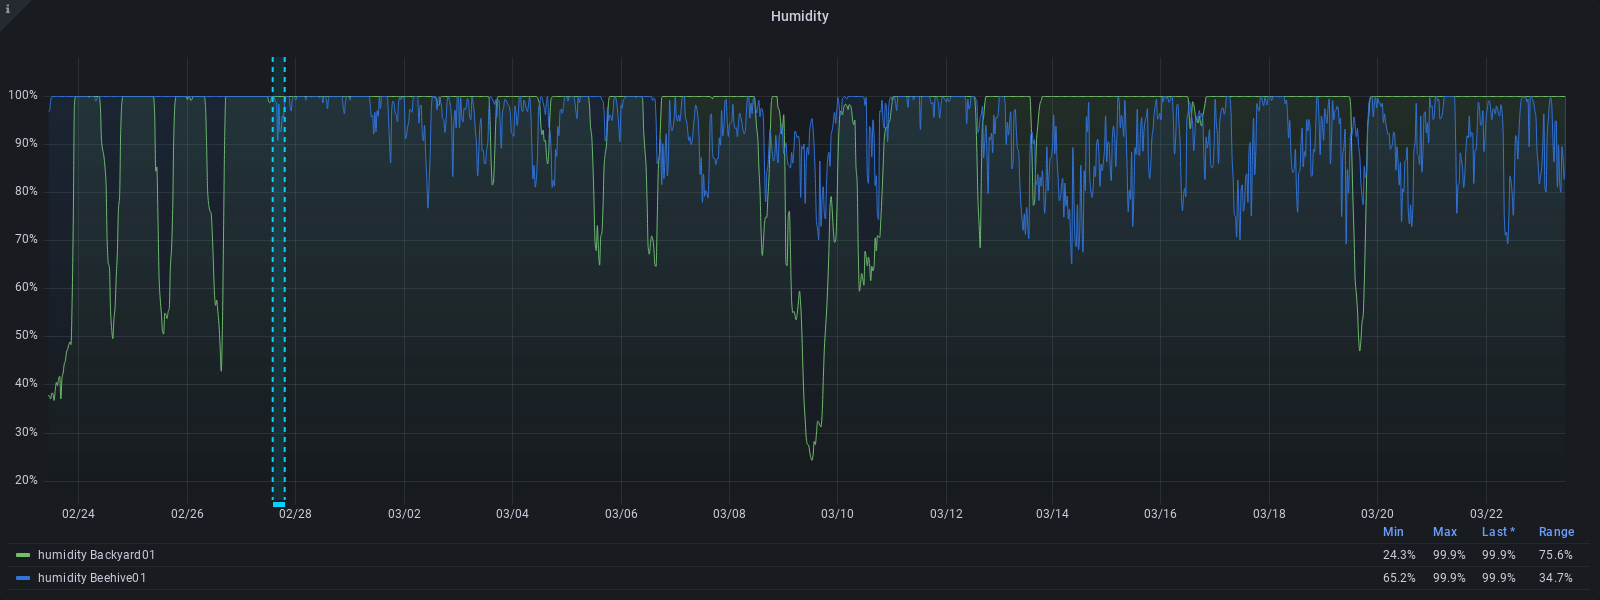 i
Humidity
100%
90%
80%
70%
60%
50%
40%
30%
20%
02/24 02/26 02/28 03/02 03/04 03/06 03/08 03/10 03/12 03/14 03/16 03/18 03/20 03/22
Min Max Last * Range
humidity Backyard01 24.3% 99.9% 99.9% 75.6%
humidity Beehive01 65.2% 99.9% 99.9% 34.7%